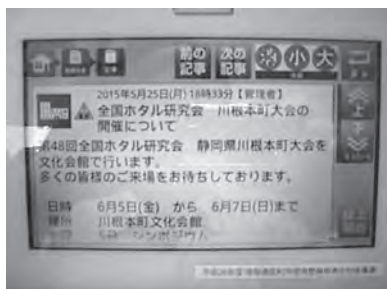 前の記事
次の記事
小
大
2015年5月25日(月) 18時33分【管理者】
全国ホタル研究会　川根本町大会の
開催について
第48回全国ホタル研究会　静岡県川根本町大会を
文化会館で行います。
多くの皆様のご来場をお待ちしております。
日時　6月5日(金)　から　6月7日(日)まで
場所　川根本町文化会館